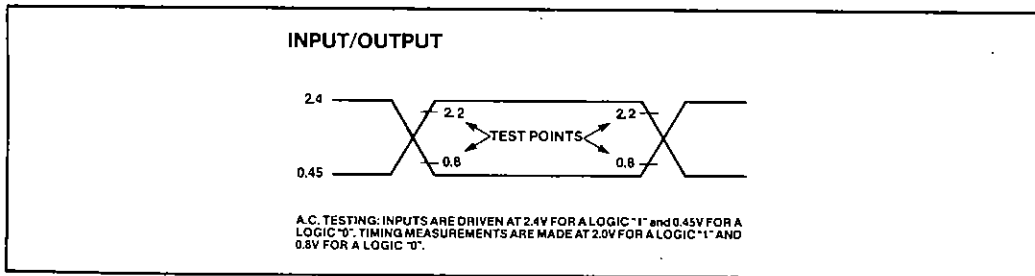 INPUT/OUTPUT
2.4
2.2
2.2
TEST POINTS
0.8
0.8
0.45
A.C. TESTING: INPUTS ARE DRIVEN AT 2.4V FOR A LOGIC "1" and 0.45V FOR A
LOGIC "0". TIMING MEASUREMENTS ARE MADE AT 2.0V FOR A LOGIC "1" AND
0.8V FOR A LOGIC "0".